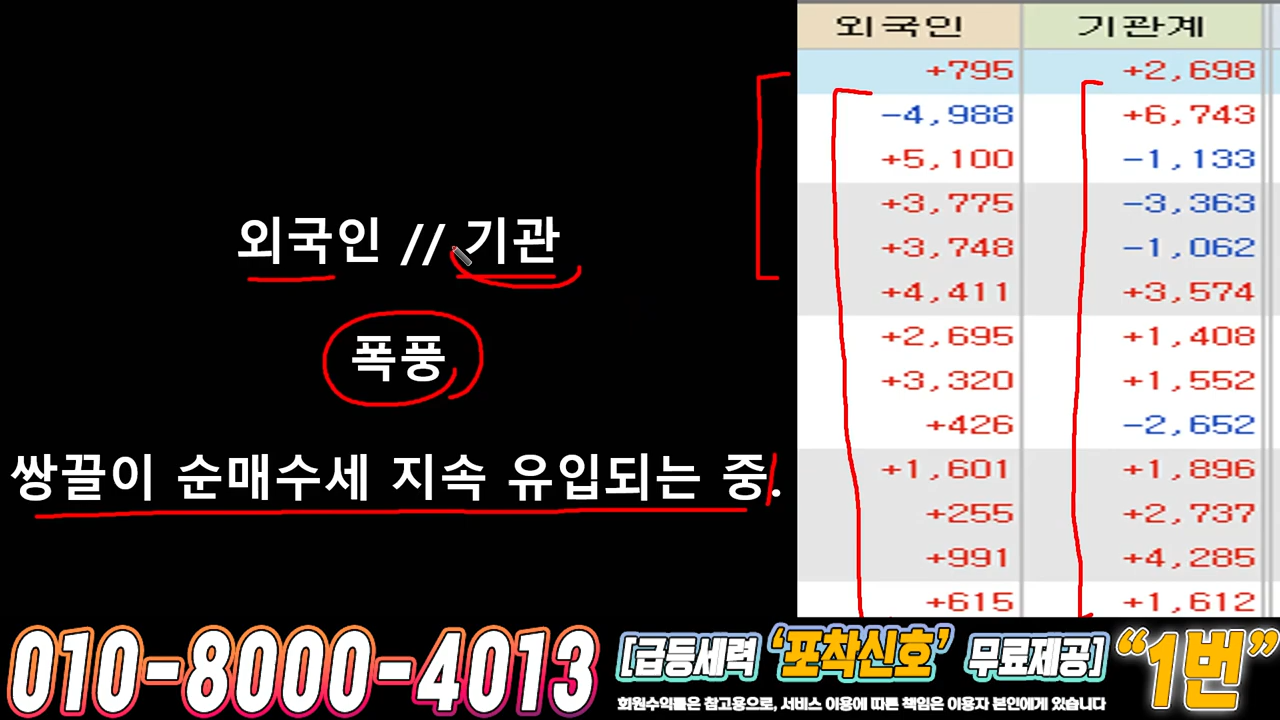 외국인 // 기관
폭풍
쌍끌이 순매수세 지속 유입되는 중.
외국인 기관계
+795 +2,698
-4,988 +6,743
+5,100 -1,133
+3,775 -3,363
+3,748 -1,062
+4,411 +3,574
+2,695 +1,408
+3,320 +1,552
+426 -2,652
+1,601 +1,896
+255 +2,737
+991 +4,285
+615 +1,612
010-8000-4013 [급등세력 ‘포착신호’ 무료제공] “1번”
회원수익률은 참고용으로, 서비스 이용에 따른 책임은 이용자 본인에게 있습니다